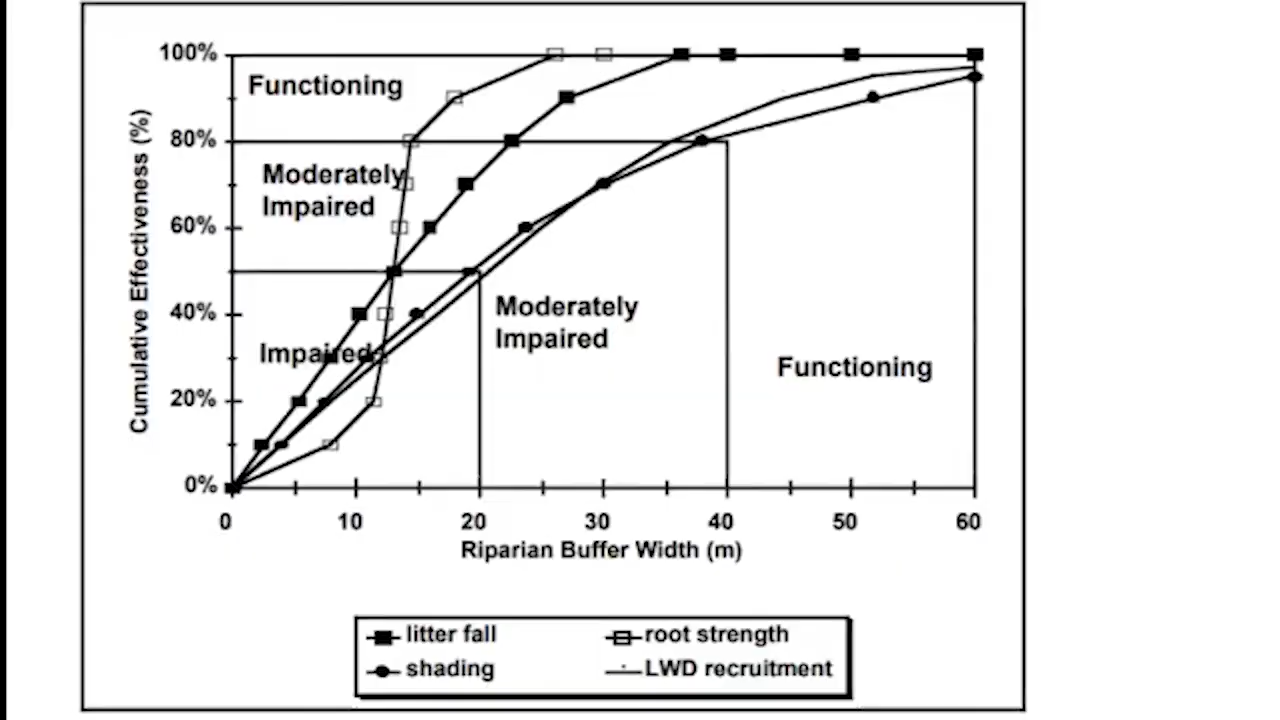 100%
Functioning
80%
Moderately
Impaired
60%
40%
Moderately
Impaired
Impaired
Functioning
20%
0%
Cumulative Effectiveness (%)
0 10 20 30 40 50 60
Riparian Buffer Width (m)
litter fall root strength
shading LWD recruitment